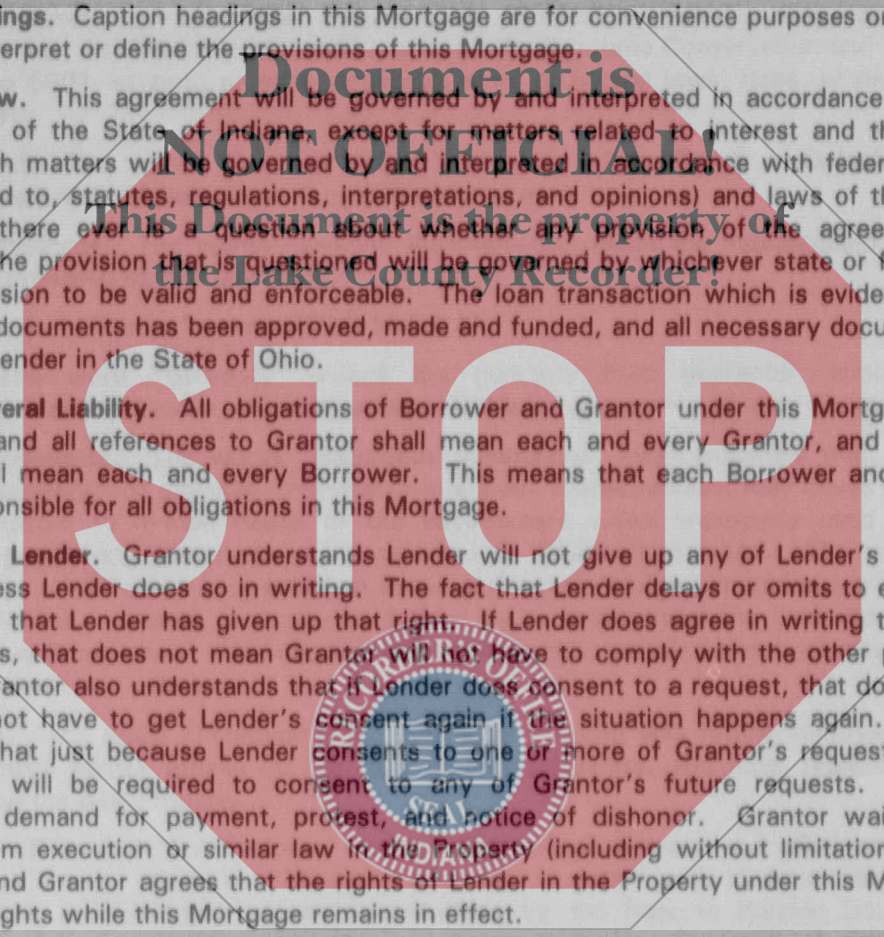 ings. Caption headings in this Mortgage are for convenience purposes o
erpret or define the provisions of this Mortgage.
Document is
w. This agreement will be governed by and interpreted in accordance
of the State of Indiana, except for matters related to interest and th
NOT OFFICIAL!
h matters will be governed by and interpreted in accordance with feder
d to, statutes, regulations, interpretations, and opinions) and laws of th
This Document is the property of
there ever is a question about whether any provision of the agree
he provision that is questioned will be governed by whichever state or f
the Lake County Recorder!
sion to be valid and enforceable. The loan transaction which is evide
documents has been approved, made and funded, and all necessary docu
ender in the State of Ohio.
STOP
eral Liability. All obligations of Borrower and Grantor under this Mortg
and all references to Grantor shall mean each and every Grantor, and
l mean each and every Borrower. This means that each Borrower and
onsible for all obligations in this Mortgage.
Lender. Grantor understands Lender will not give up any of Lender's
ess Lender does so in writing. The fact that Lender delays or omits to e
that Lender has given up that right. If Lender does agree in writing t
s, that does not mean Grantor will not have to comply with the other p
rantor also understands that if Lender does consent to a request, that do
not have to get Lender's consent again if the situation happens again.
hat just because Lender consents to one or more of Grantor's request
will be required to consent to any of Grantor's future requests.
demand for payment, protest, and notice of dishonor. Grantor wai
m execution or similar law in the Property (including without limitation
nd Grantor agrees that the rights of Lender in the Property under this M
ghts while this Mortgage remains in effect.
RECORDER'S OFFICE
SEAL
INDIANA